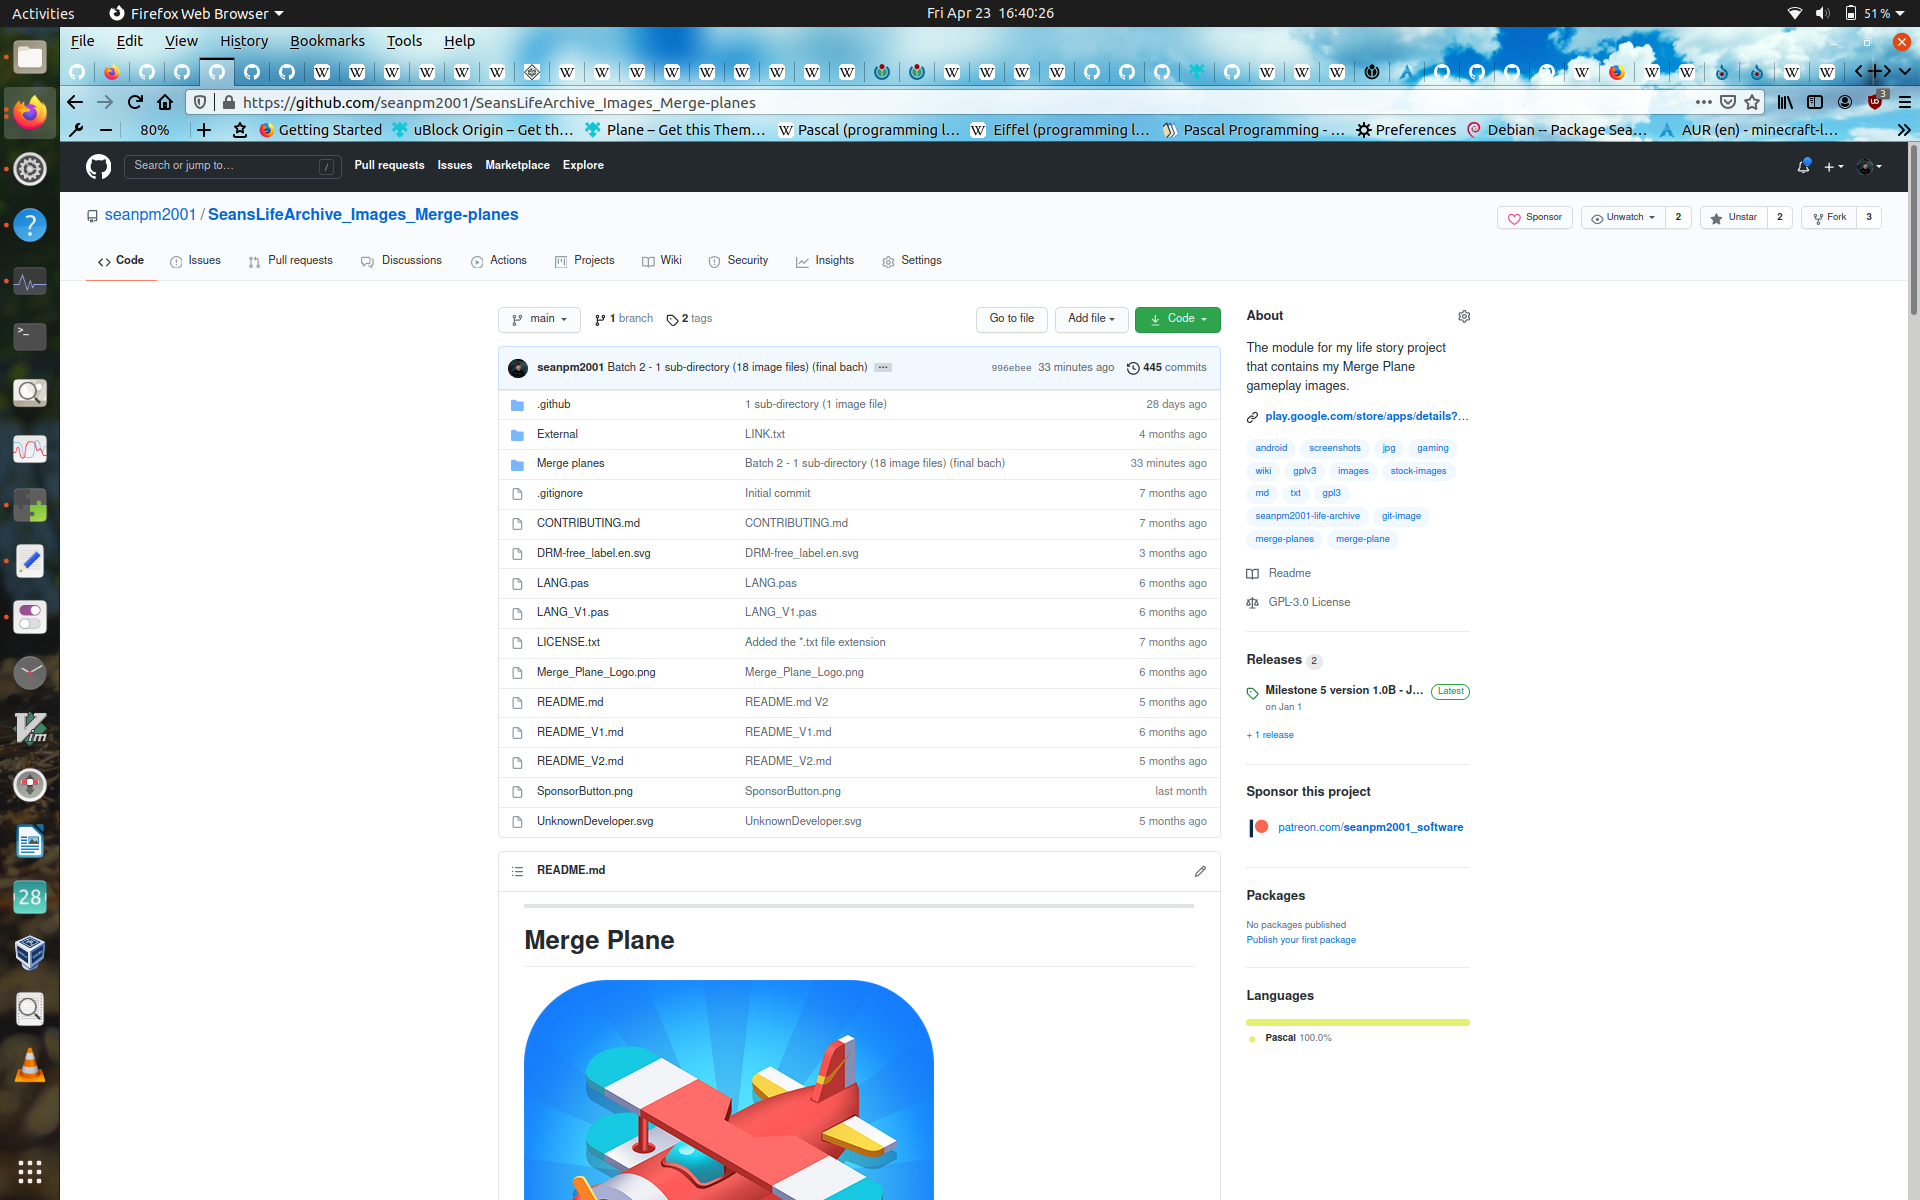 Activities
Firefox Web Browser
Fri Apr 23 16:40:26
51 %
File Edit View History Bookmarks Tools Help
https://github.com/seanpm2001/SeansLifeArchive_Images_Merge-planes
3
80%
Getting Started
uBlock Origin – Get th…
Plane – Get this Them…
Pascal (programming l…
Eiffel (programming l…
Pascal Programming - …
Preferences
Debian -- Package Sea…
AUR (en) - minecraft-l…
Search or jump to…
/
Pull requests Issues Marketplace Explore
seanpm2001 / SeansLifeArchive_Images_Merge-planes
Sponsor
Unwatch 2
Unstar 2
Fork 3
Code
Issues
Pull requests
Discussions
Actions
Projects
Wiki
Security
Insights
Settings
main
1 branch
2 tags
Go to file
Add file
Code
seanpm2001 Batch 2 - 1 sub-directory (18 image files) (final bach) …
996ebee 33 minutes ago
445 commits
.github 1 sub-directory (1 image file) 28 days ago
External LINK.txt 4 months ago
Merge planes Batch 2 - 1 sub-directory (18 image files) (final bach) 33 minutes ago
.gitignore Initial commit 7 months ago
CONTRIBUTING.md CONTRIBUTING.md 7 months ago
DRM-free_label.en.svg DRM-free_label.en.svg 3 months ago
LANG.pas LANG.pas 6 months ago
LANG_V1.pas LANG_V1.pas 6 months ago
LICENSE.txt Added the *.txt file extension 7 months ago
Merge_Plane_Logo.png Merge_Plane_Logo.png 6 months ago
README.md README.md V2 5 months ago
README_V1.md README_V1.md 6 months ago
README_V2.md README_V2.md 5 months ago
SponsorButton.png SponsorButton.png last month
UnknownDeveloper.svg UnknownDeveloper.svg 5 months ago
README.md
Merge Plane
About
The module for my life story project
that contains my Merge Plane
gameplay images.
play.google.com/store/apps/details?…
android screenshots jpg gaming
wiki gplv3 images stock-images
md txt gpl3
seanpm2001-life-archive git-image
merge-planes merge-plane
Readme
GPL-3.0 License
Releases 2
Milestone 5 version 1.0B - J… Latest
on Jan 1
+ 1 release
Sponsor this project
patreon.com/seanpm2001_software
Packages
No packages published
Publish your first package
Languages
Pascal 100.0%
28